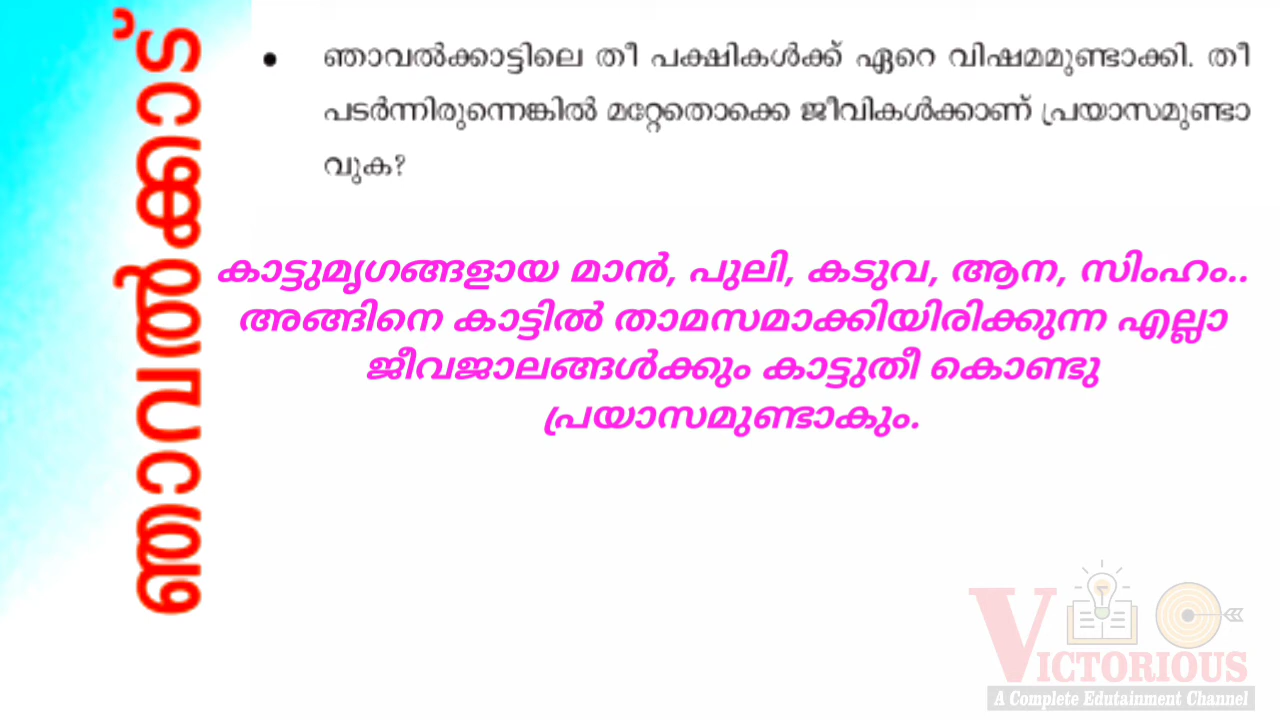 ഞാവൽക്കാട്
• ഞാവൽക്കാട്ടിലെ തീ പക്ഷികൾക്ക് ഏറെ വിഷമമുണ്ടാക്കി. തീ
പടർന്നിരുന്നെങ്കിൽ മറ്റേതൊക്കെ ജീവികൾക്കാണ് പ്രയാസമുണ്ടാ
വുക?
കാട്ടുമൃഗങ്ങളായ മാൻ, പുലി, കടുവ, ആന, സിംഹം..
അങ്ങിനെ കാട്ടിൽ താമസമാക്കിയിരിക്കുന്ന എല്ലാ
ജീവജാലങ്ങൾക്കും കാട്ടുതീ കൊണ്ടു
പ്രയാസമുണ്ടാകും.
VICTORIOUS
A Complete Edutainment Channel